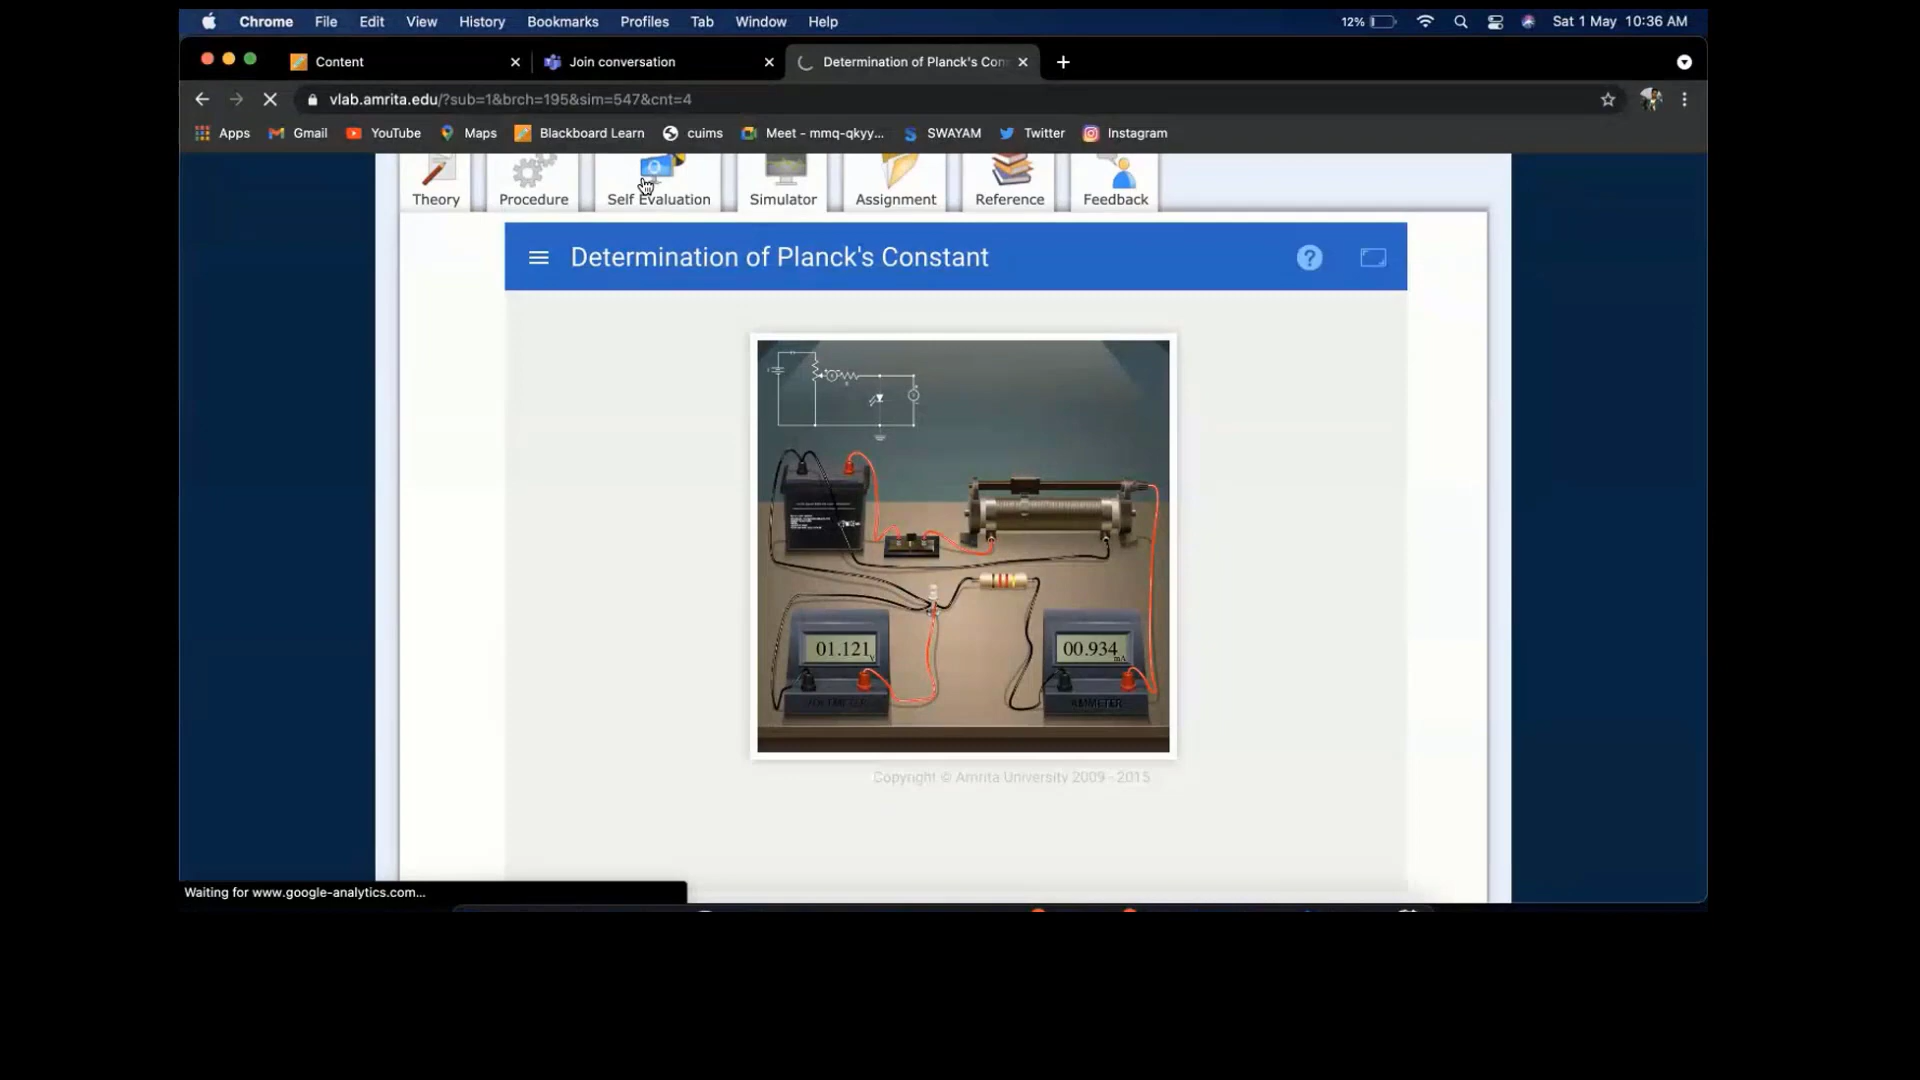 Chrome File Edit View History Bookmarks Profiles Tab Window Help 12% Sat 1 May 10:36 AM
Content Join conversation Determination of Planck's Con
vlab.amrita.edu/?sub=1&brch=195&sim=547&cnt=4
Apps Gmail YouTube Maps Blackboard Learn cuims Meet - mmq-qkyy... SWAYAM Twitter Instagram
Theory Procedure Self Evaluation Simulator Assignment Reference Feedback
Determination of Planck's Constant
01.121 V 00.934 mA
VOLTMETER AMMETER
Copyright © Amrita University 2009 - 2015
Waiting for www.google-analytics.com...